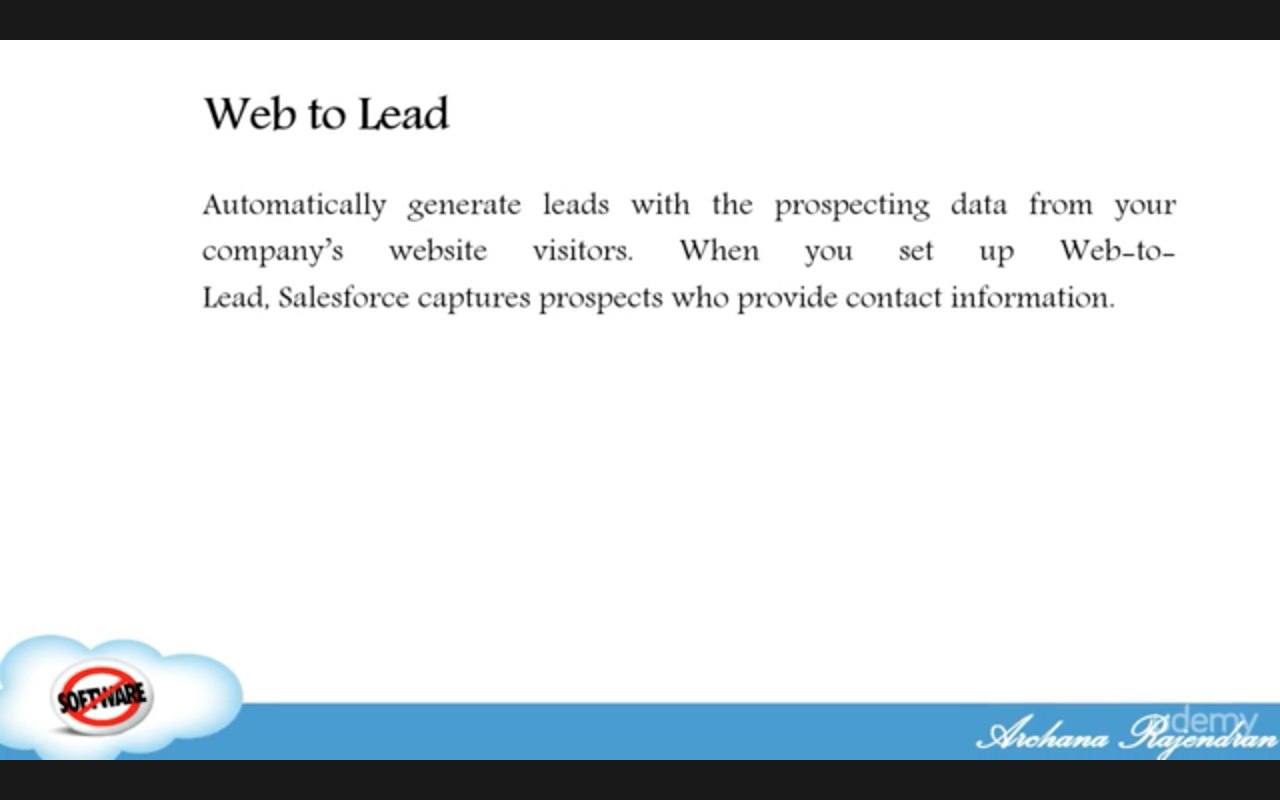 Web to Lead
Automatically generate leads with the prospecting data from your
company’s website visitors. When you set up Web-to-
Lead, Salesforce captures prospects who provide contact information.
SOFTWARE
udemy
Archana Rajendran